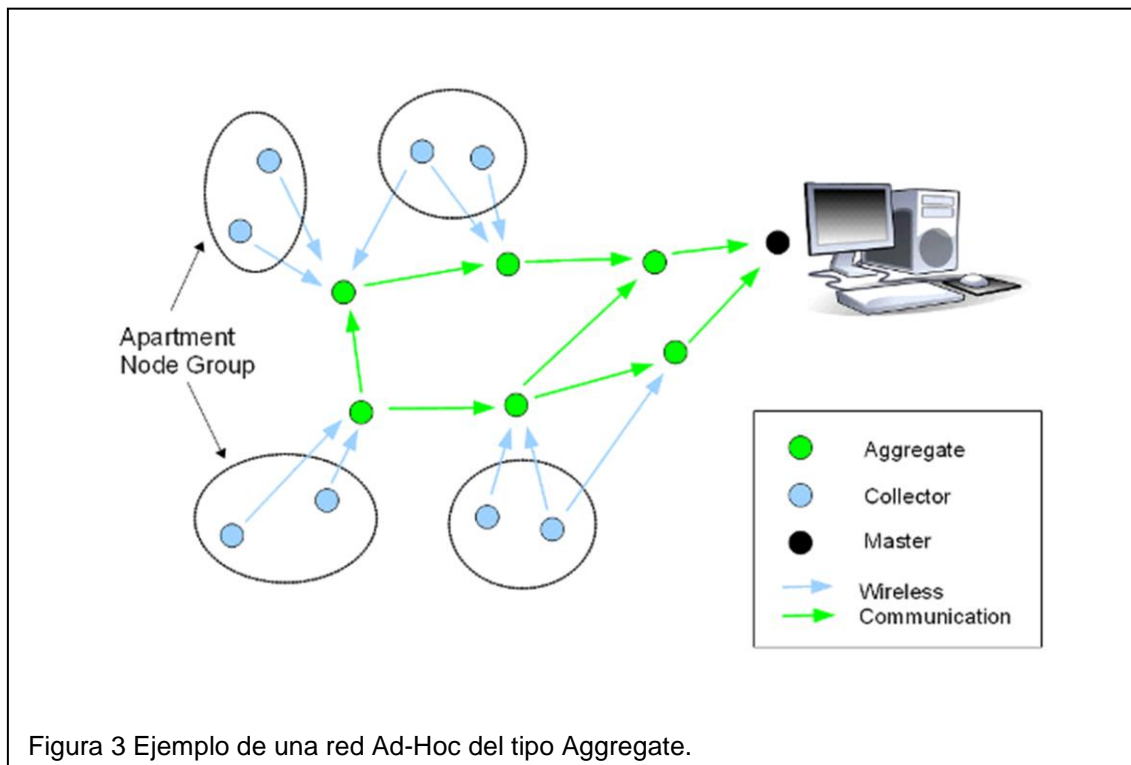 Apartment
Node Group
Aggregate
Collector
Master
Wireless
Communication
Figura 3 Ejemplo de una red Ad-Hoc del tipo Aggregate.